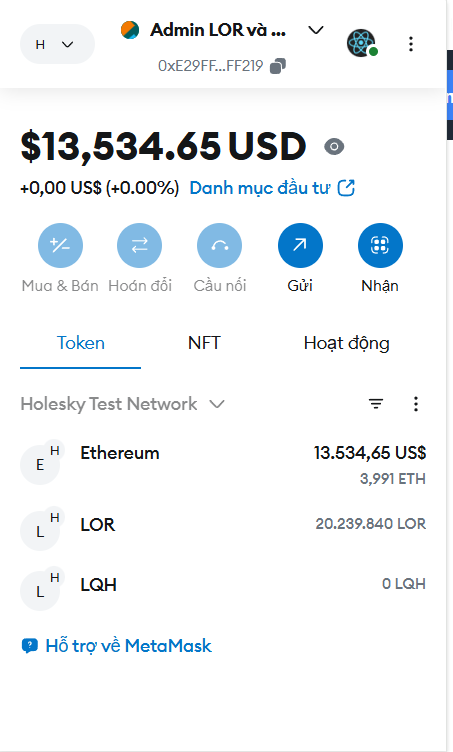 H
Admin LOR và ...
0xE29FF...FF219
$13,534.65 USD
+0,00 US$ (+0.00%) Danh mục đầu tư
Mua & Bán Hoán đổi Cầu nối Gửi Nhận
Token NFT Hoạt động
Holesky Test Network
E H Ethereum 13.534,65 US$
3,991 ETH
L H LOR 20.239.840 LOR
L H LQH 0 LQH
Hỗ trợ về MetaMask